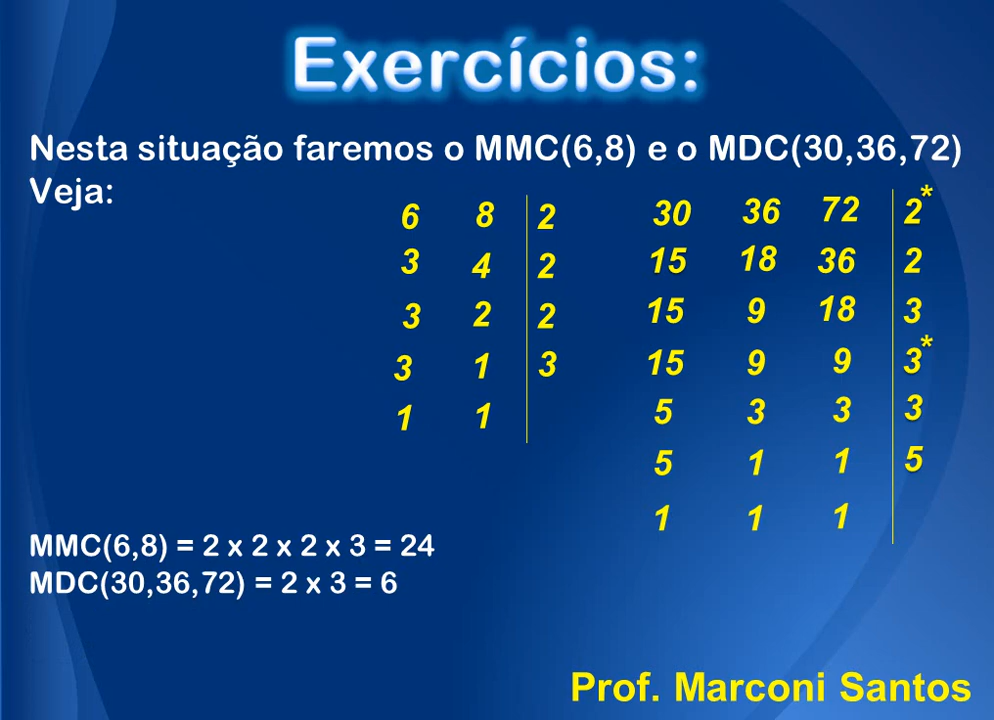 Exercícios:
Nesta situação faremos o MMC(6,8) e o MDC(30,36,72)
Veja:
6 8 2
3 4 2
3 2 2
3 1 3
1 1
30 36 72 2*
15 18 36 2
15 9 18 3
15 9 9 3*
5 3 3 3
5 1 1 5
1 1 1
MMC(6,8) = 2 x 2 x 2 x 3 = 24
MDC(30,36,72) = 2 x 3 = 6
Prof. Marconi Santos